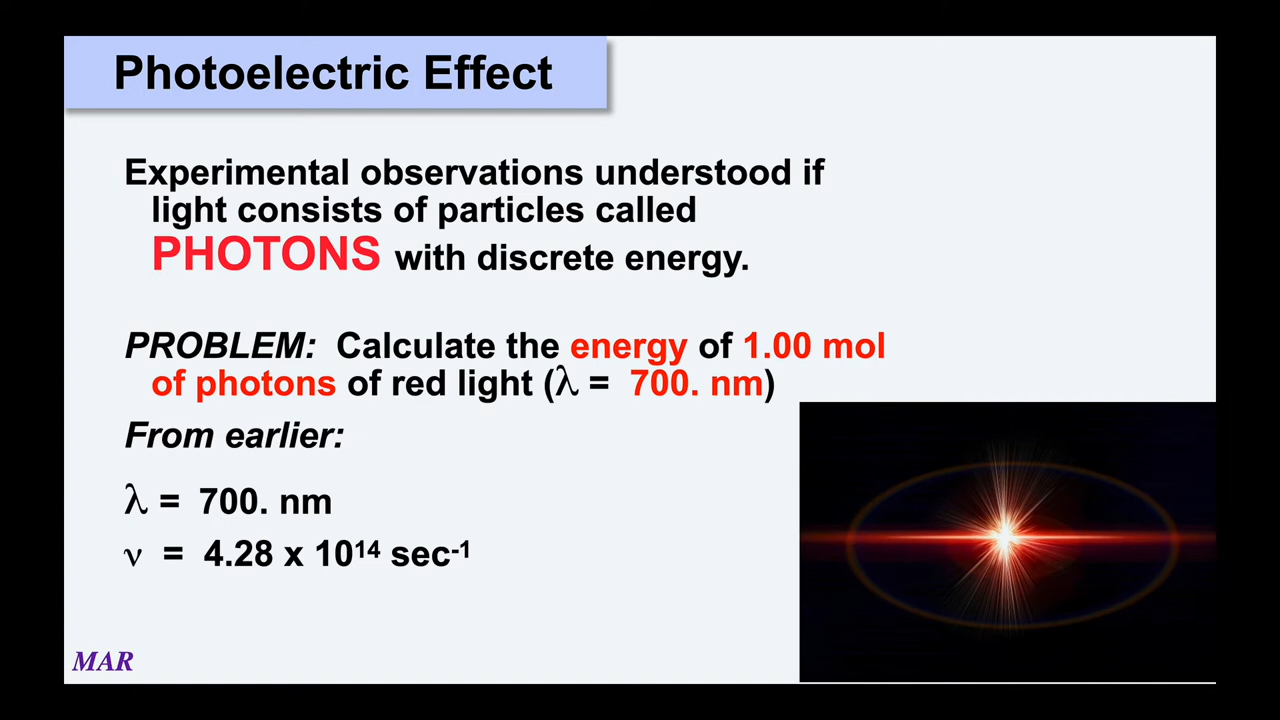 Photoelectric Effect
Experimental observations understood if
light consists of particles called
PHOTONS with discrete energy.
PROBLEM: Calculate the energy of 1.00 mol
of photons of red light (λ = 700. nm)
From earlier:
λ = 700. nm
ν = 4.28 x 10¹⁴ sec⁻¹
MAR